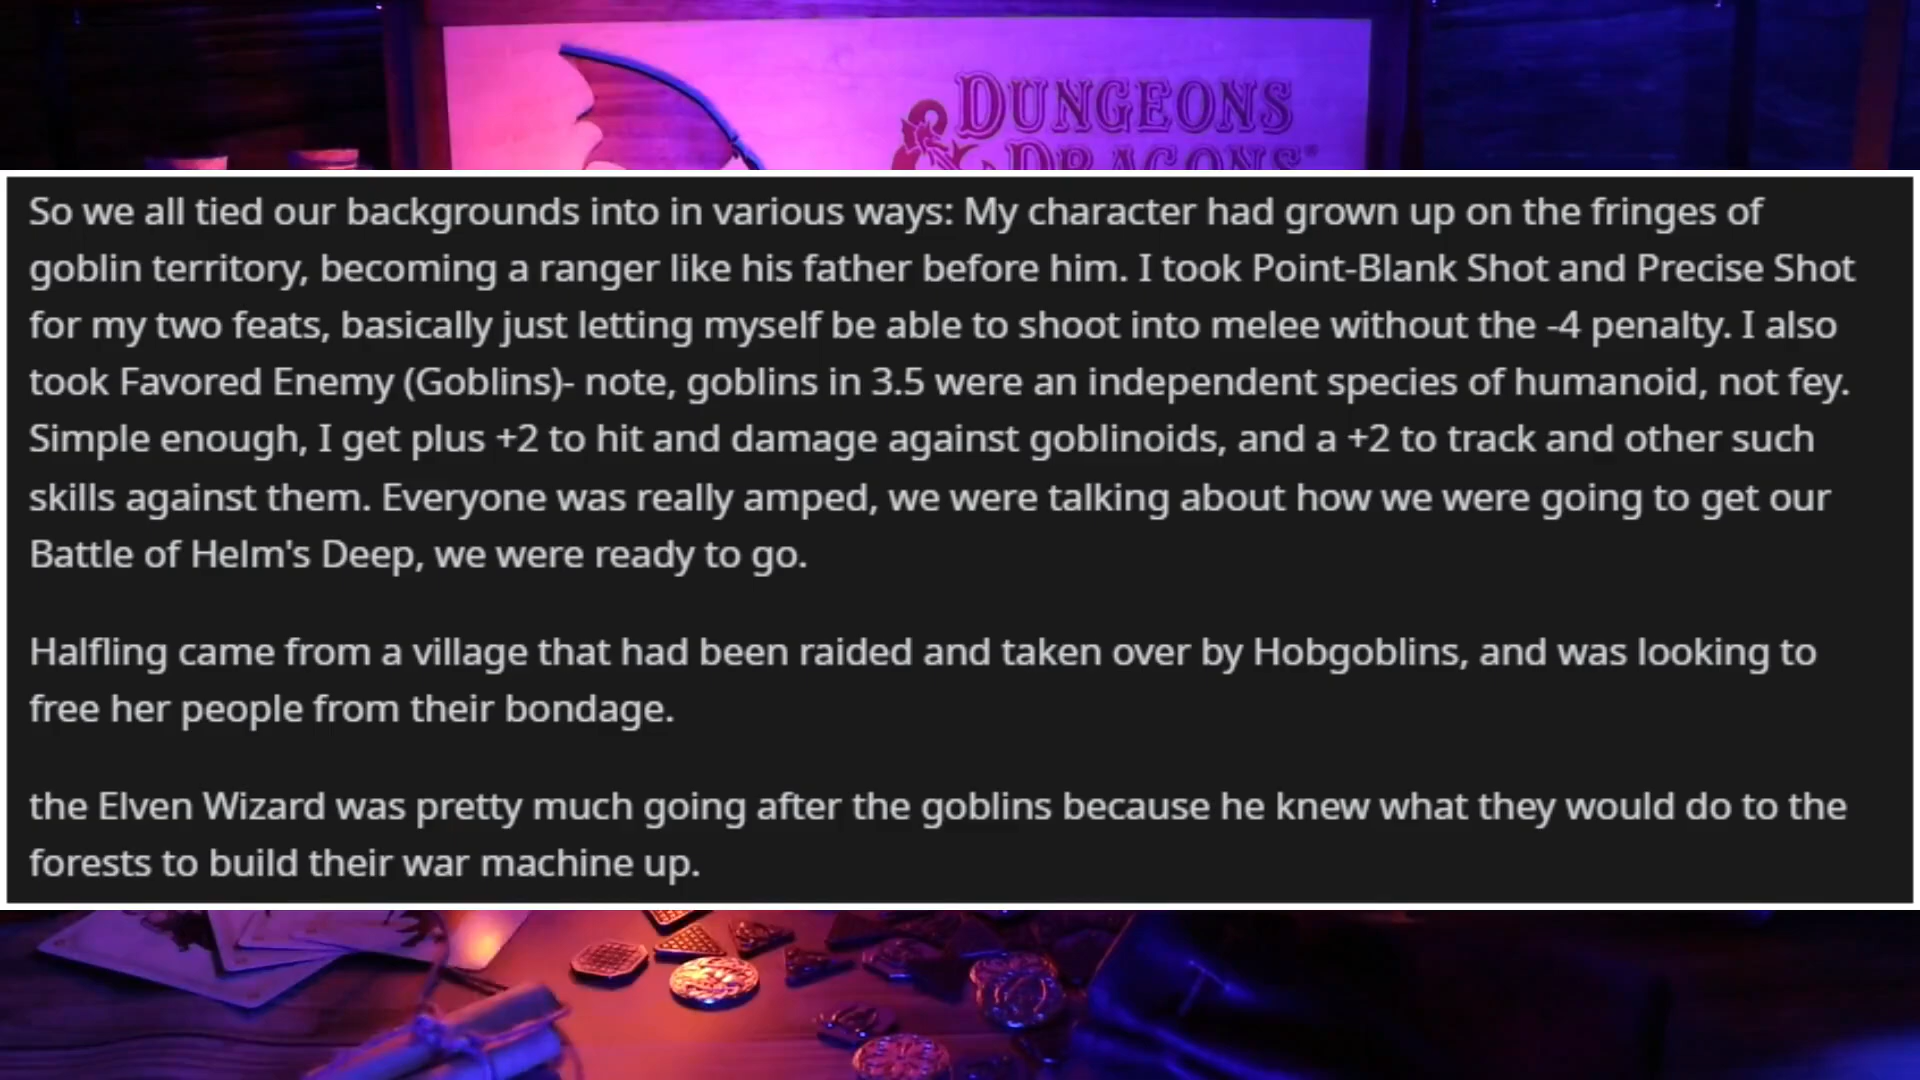 DUNGEONS
& DRAGONS
So we all tied our backgrounds into in various ways: My character had grown up on the fringes of
goblin territory, becoming a ranger like his father before him. I took Point-Blank Shot and Precise Shot
for my two feats, basically just letting myself be able to shoot into melee without the -4 penalty. I also
took Favored Enemy (Goblins)- note, goblins in 3.5 were an independent species of humanoid, not fey.
Simple enough, I get plus +2 to hit and damage against goblinoids, and a +2 to track and other such
skills against them. Everyone was really amped, we were talking about how we were going to get our
Battle of Helm's Deep, we were ready to go.
Halfling came from a village that had been raided and taken over by Hobgoblins, and was looking to
free her people from their bondage.
the Elven Wizard was pretty much going after the goblins because he knew what they would do to the
forests to build their war machine up.